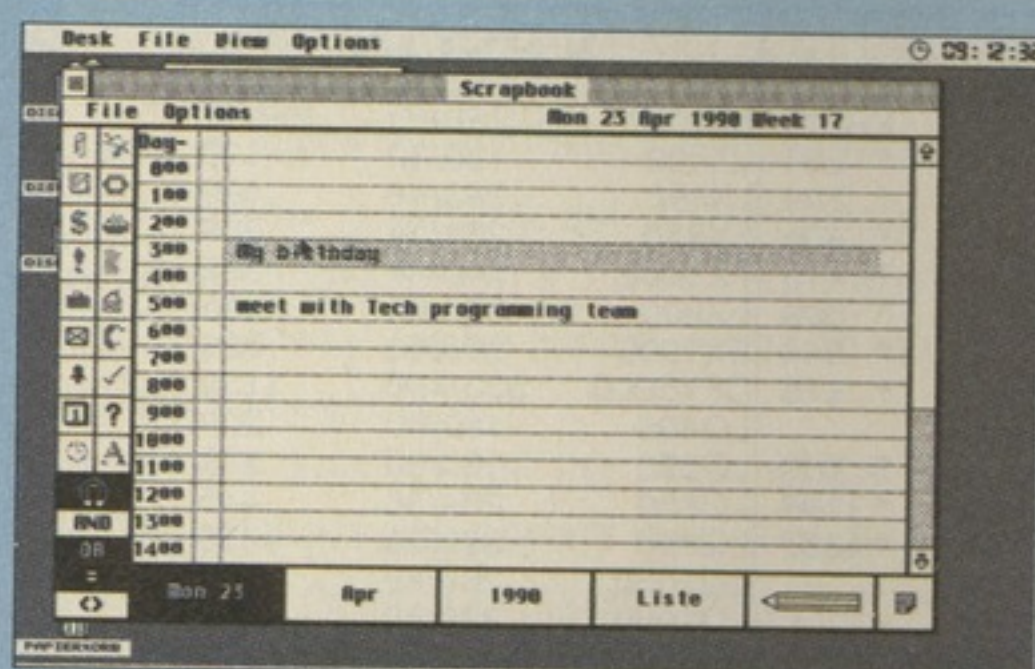 Desk File View Options
Scrapbook
File Options Mon 23 Apr 1990 Week 17
Day-
0⁰⁰
1⁰⁰
2⁰⁰
3⁰⁰ My birthday
4⁰⁰
5⁰⁰ meet with Tech programming team
6⁰⁰
7⁰⁰
8⁰⁰
9⁰⁰
10⁰⁰
11⁰⁰
12⁰⁰
AND 13⁰⁰
OR 14⁰⁰
=
<> Mon 23 Apr 1990 Liste
PAPIERKORB